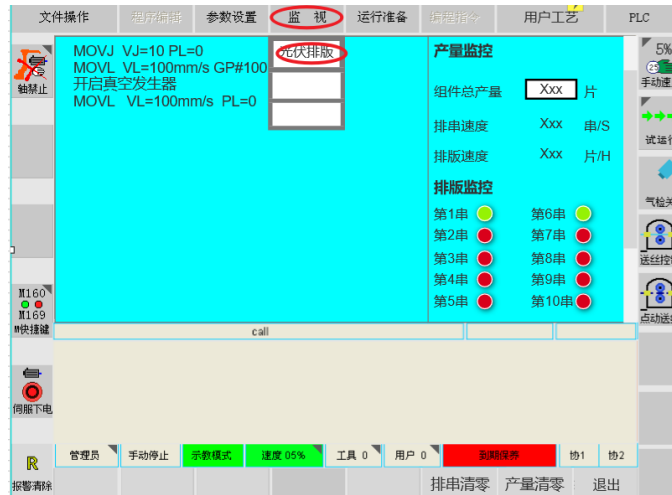 文件操作 程序编辑 参数设置 监 视 运行准备 编程指令 用户工艺 PLC
MOVJ VJ=10 PL=0
MOVL VL=100mm/s GP#100
开启真空发生器
MOVL VL=100mm/s PL=0
光伏排版
产量监控
组件总产量 Xxx 片
排串速度 Xxx 串/S
排版速度 Xxx 片/H
排版监控
第1串 第6串
第2串 第7串
第3串 第8串
第4串 第9串
第5串 第10串
轴禁止
M160
M169
M快捷键
伺服下电
R
报警清除
5%
手动速
试运行
气检关
送丝控
点动送
call
管理员 手动停止 示教模式 速度 05% 工具 0 用户 0 到期保养 协1 协2
排串清零 产量清零 退出